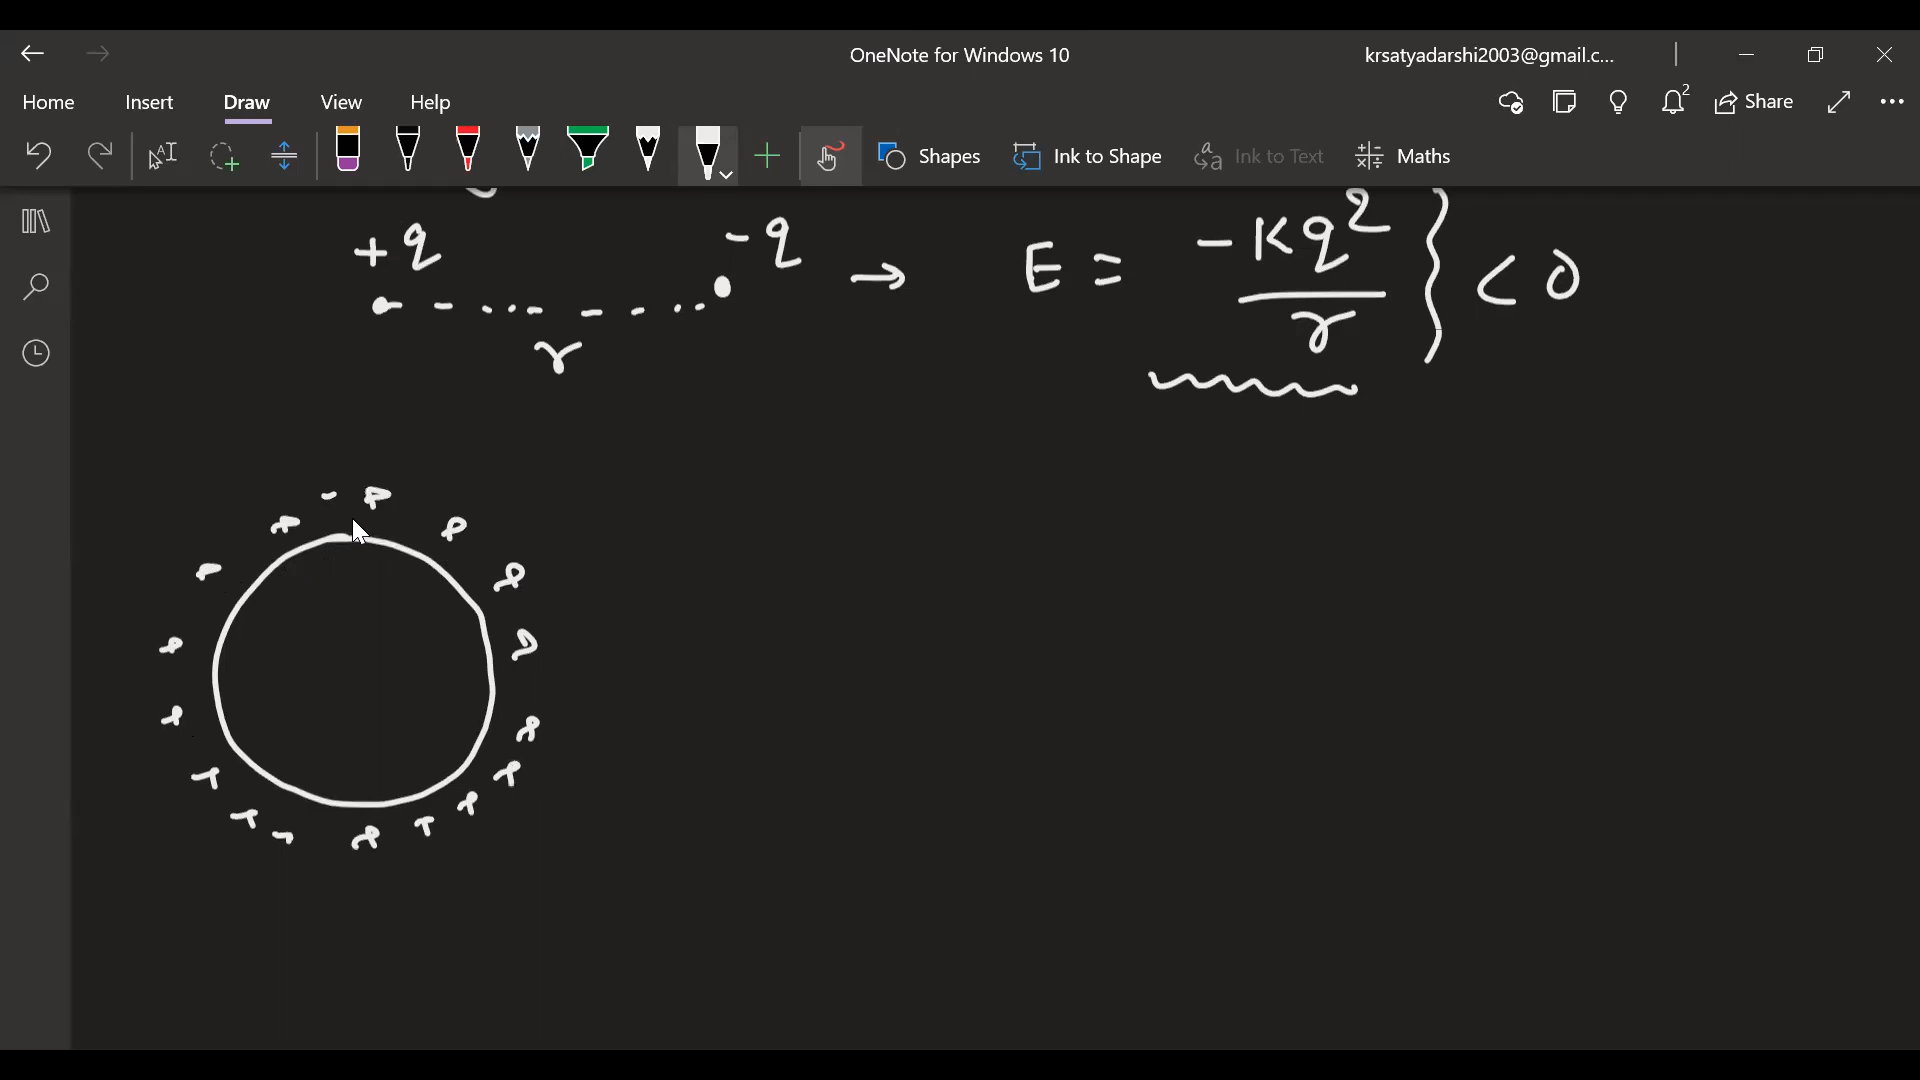 OneNote for Windows 10
krsatyadarshi2003@gmail.c...
Home Insert Draw View Help
2
Share
Shapes Ink to Shape Ink to Text Maths
+q -q → E = -Kq² / r } < 0
r